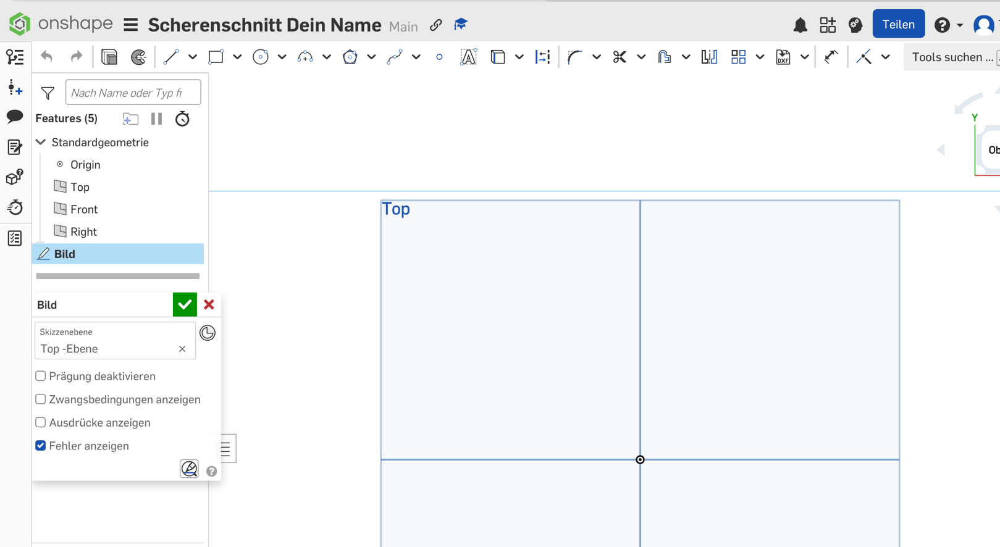 onshape Scherenschnitt Dein Name Main Teilen
DXF Tools suchen ...
Nach Name oder Typ fi
Features (5)
Standardgeometrie
Origin
Top
Front
Right
Bild
Bild
Skizzenebene
Top -Ebene
Prägung deaktivieren
Zwangsbedingungen anzeigen
Ausdrücke anzeigen
Fehler anzeigen
Top
Y
Ob